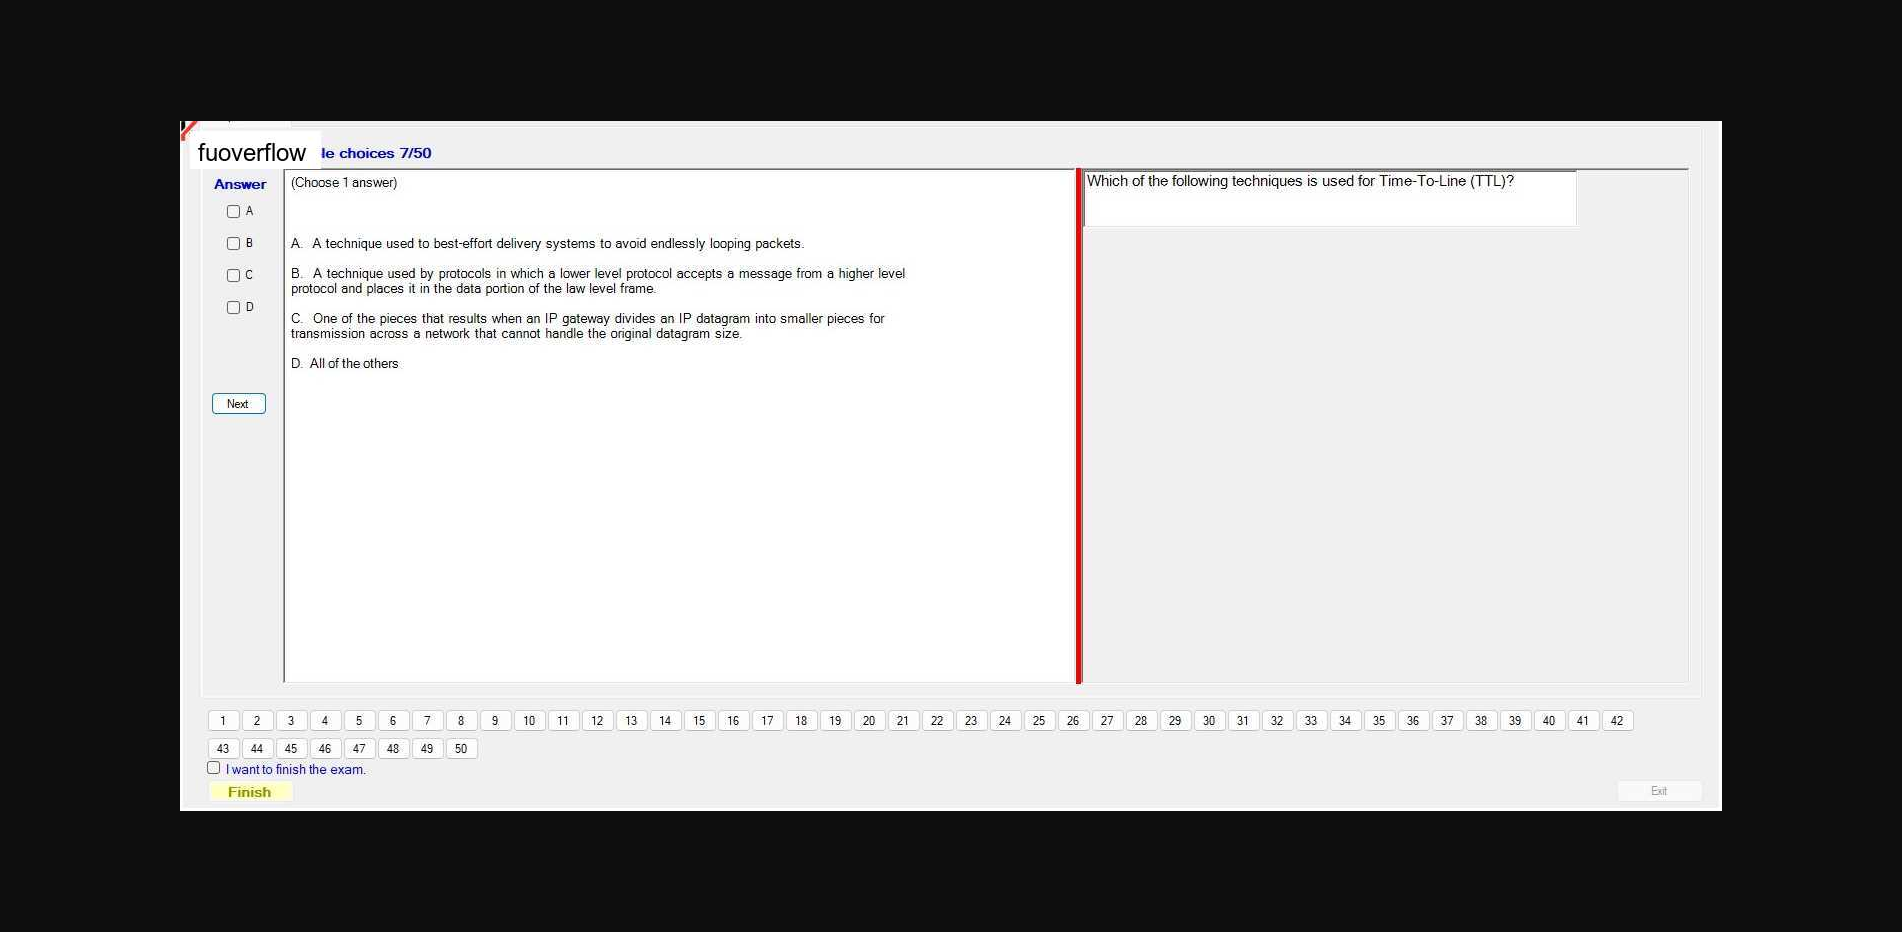 fuoverflow
le choices 7/50
Answer
A
B
C
D
Next
(Choose 1 answer)
A. A technique used to best-effort delivery systems to avoid endlessly looping packets.
B. A technique used by protocols in which a lower level protocol accepts a message from a higher level
protocol and places it in the data portion of the law level frame.
C. One of the pieces that results when an IP gateway divides an IP datagram into smaller pieces for
transmission across a network that cannot handle the original datagram size.
D. All of the others
Which of the following techniques is used for Time-To-Line (TTL)?
1 2 3 4 5 6 7 8 9 10 11 12 13 14 15 16 17 18 19 20 21 22 23 24 25 26 27 28 29 30 31 32 33 34 35 36 37 38 39 40 41 42
43 44 45 46 47 48 49 50
I want to finish the exam.
Finish
Exit